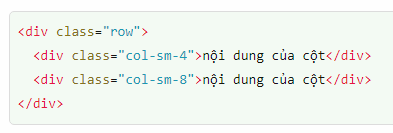 <div class="row">
  <div class="col-sm-4">nội dung của cột</div>
  <div class="col-sm-8">nội dung của cột</div>
</div>